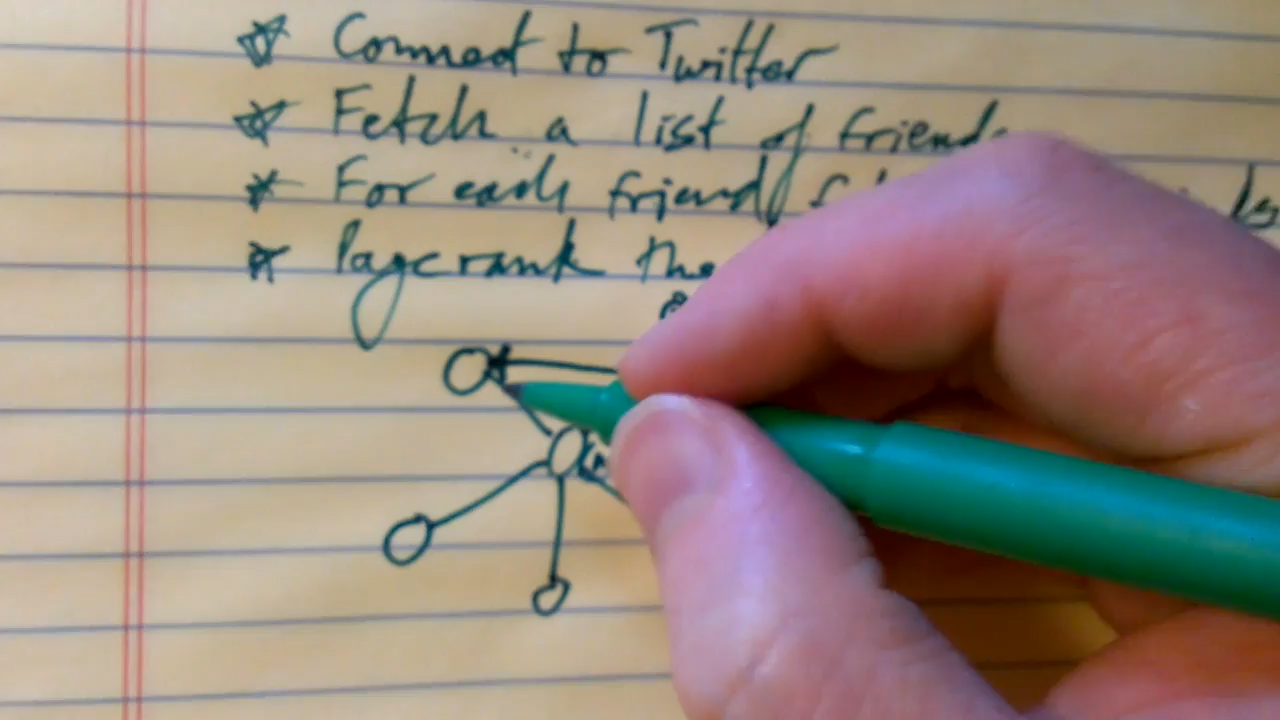 Connect to Twitter
Fetch a list of friends
For each friend
Pagerank the